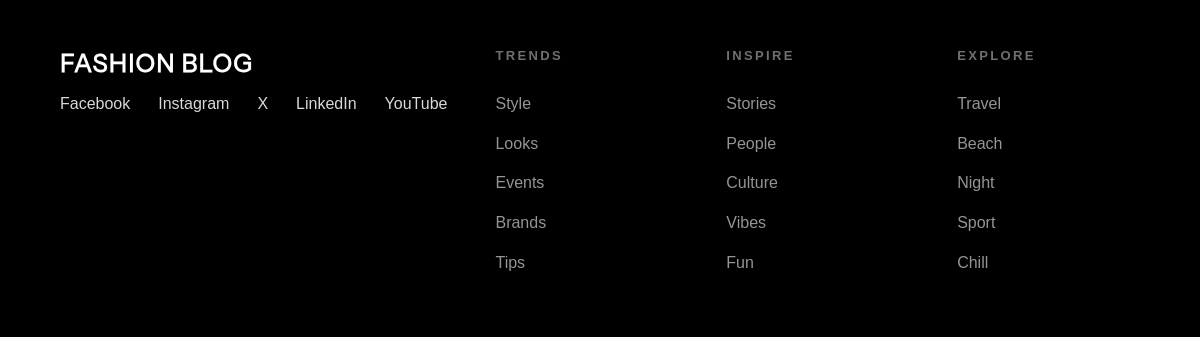 FASHION BLOG
Facebook Instagram X LinkedIn YouTube
TRENDS
Style
Looks
Events
Brands
Tips
INSPIRE
Stories
People
Culture
Vibes
Fun
EXPLORE
Travel
Beach
Night
Sport
Chill